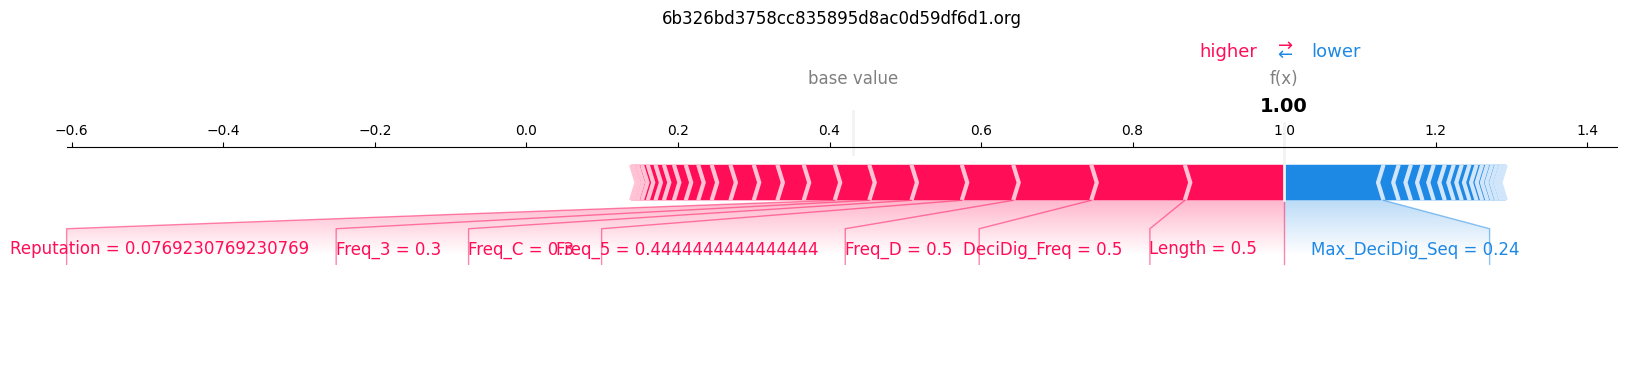 6b326bd3758cc835895d8ac0d59df6d1.org
higher ⇄ lower
base value f(x)
1.00
−0.6 −0.4 −0.2 0.0 0.2 0.4 0.6 0.8 1.0 1.2 1.4
Reputation = 0.0769230769230769 Freq_3 = 0.3 Freq_C = 0.3 Freq_5 = 0.4444444444444444 Freq_D = 0.5 DeciDig_Freq = 0.5 Length = 0.5 Max_DeciDig_Seq = 0.24